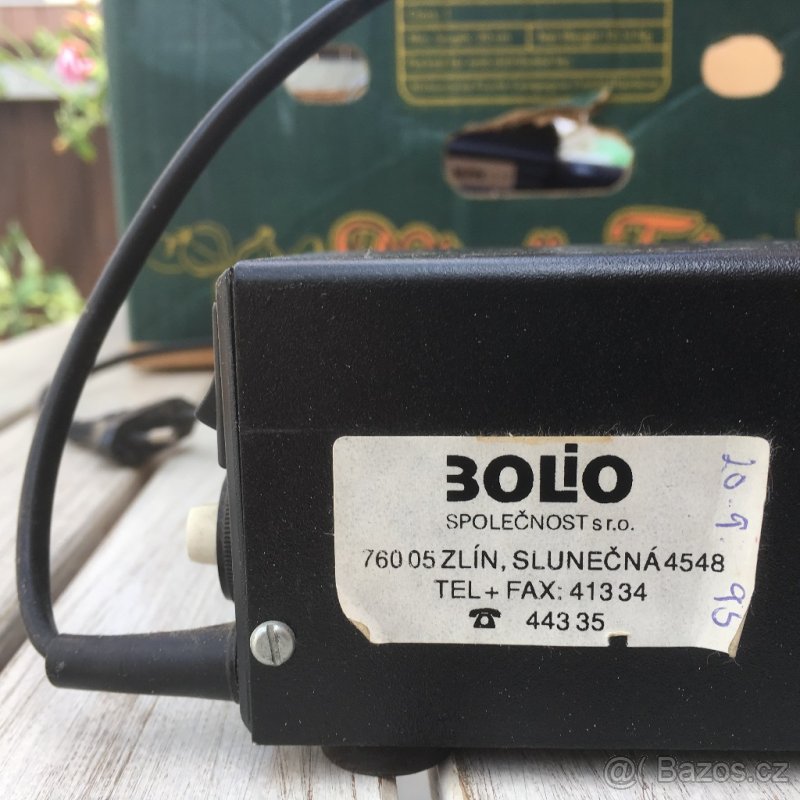 BOLiO
SPOLEČNOST s r.o.
760 05 ZLÍN, SLUNEČNÁ 4548
TEL + FAX: 413 34
☎ 443 35
20. 9. 95
@( Bazos.cz